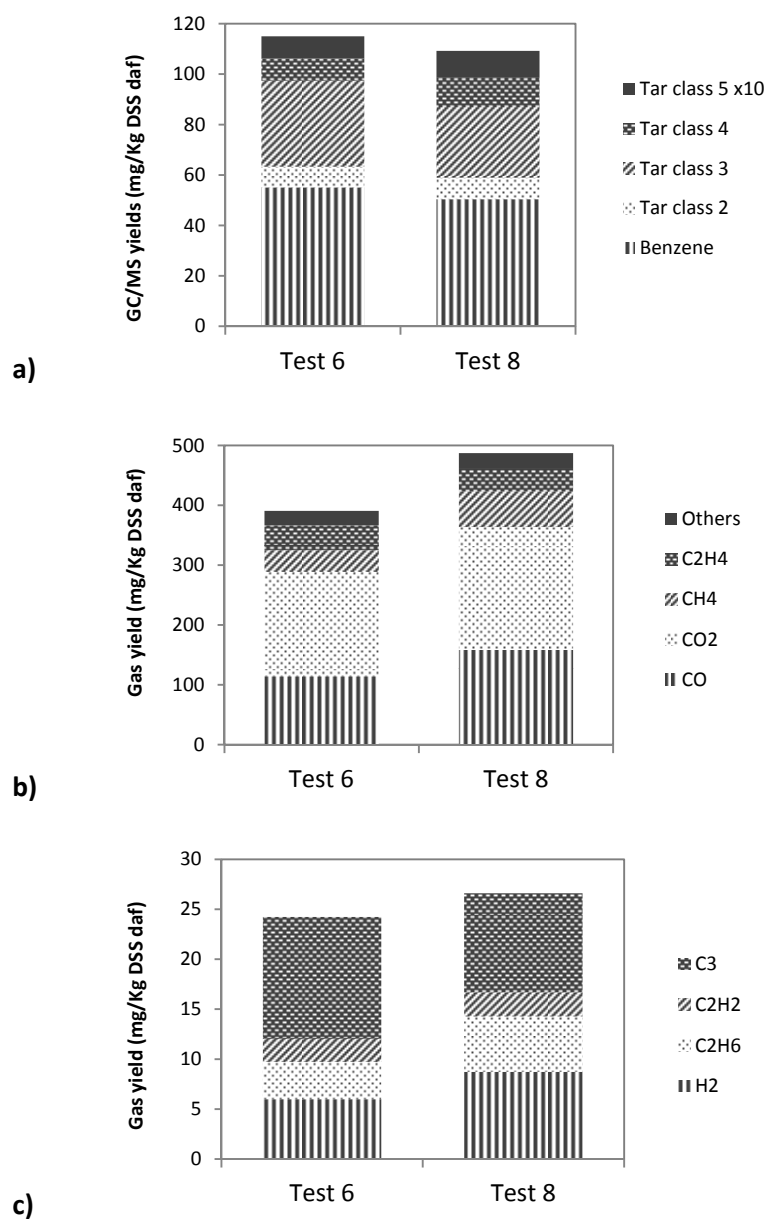 GC/MS yields (mg/Kg DSS daf)
120
100
80
60
40
20
0
Test 6
Test 8
Tar class 5 x10
Tar class 4
Tar class 3
Tar class 2
Benzene
a)
Gas yield (mg/Kg DSS daf)
500
400
300
200
100
0
Test 6
Test 8
Others
C2H4
CH4
CO2
CO
b)
Gas yield (mg/Kg DSS daf)
30
25
20
15
10
5
0
Test 6
Test 8
C3
C2H2
C2H6
H2
c)